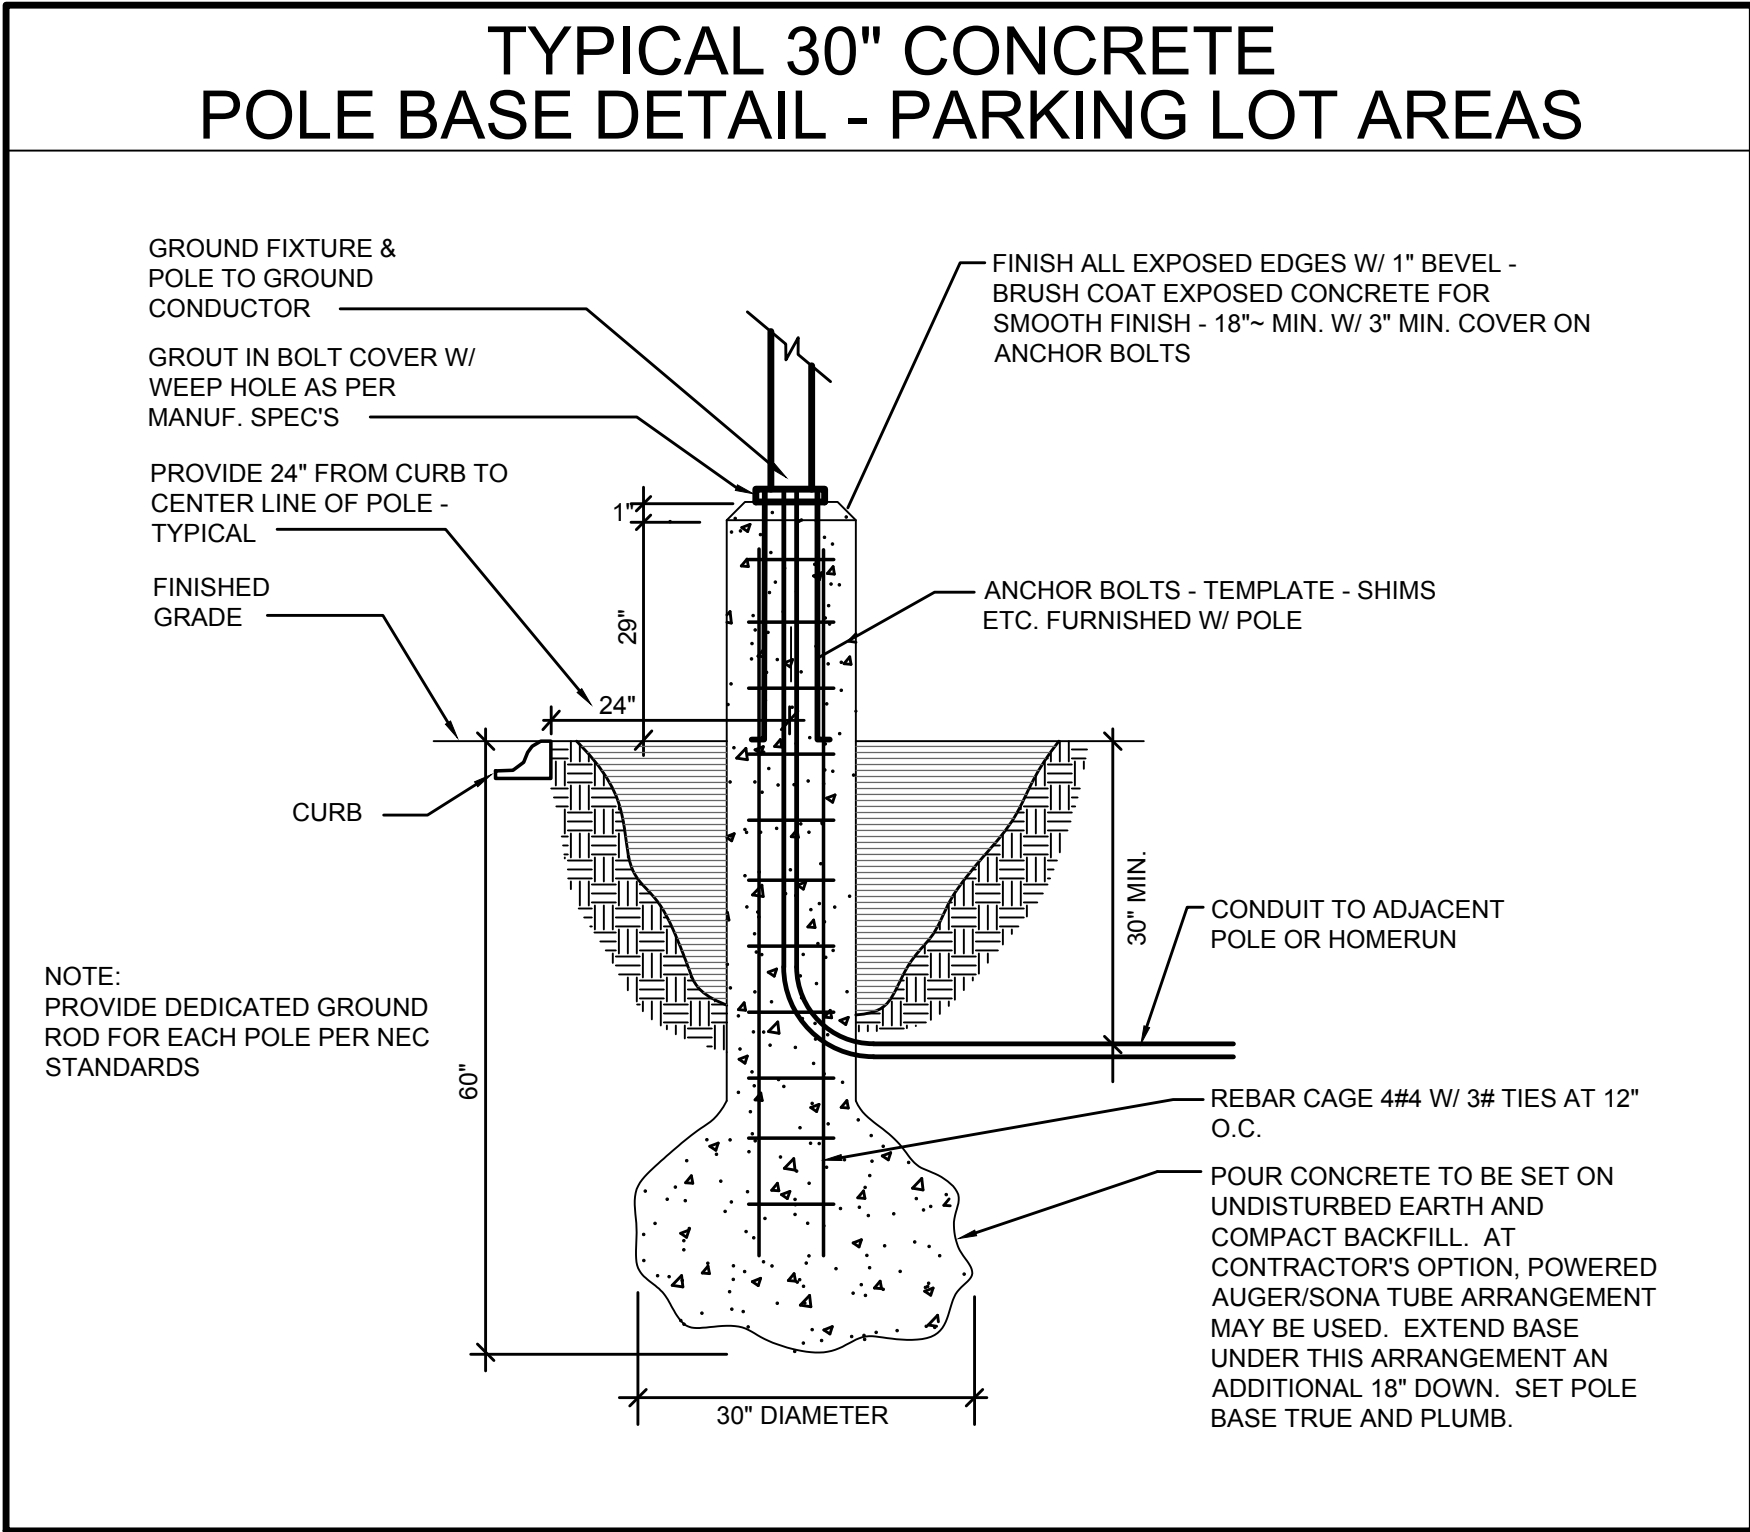 TYPICAL 30" CONCRETE
POLE BASE DETAIL - PARKING LOT AREAS
GROUND FIXTURE &
POLE TO GROUND
CONDUCTOR
GROUT IN BOLT COVER W/
WEEP HOLE AS PER
MANUF. SPEC'S
PROVIDE 24" FROM CURB TO
CENTER LINE OF POLE -
TYPICAL
FINISHED
GRADE
CURB
NOTE:
PROVIDE DEDICATED GROUND
ROD FOR EACH POLE PER NEC
STANDARDS
1"
29"
24"
60"
30" DIAMETER
30" MIN.
FINISH ALL EXPOSED EDGES W/ 1" BEVEL -
BRUSH COAT EXPOSED CONCRETE FOR
SMOOTH FINISH - 18"~ MIN. W/ 3" MIN. COVER ON
ANCHOR BOLTS
ANCHOR BOLTS - TEMPLATE - SHIMS
ETC. FURNISHED W/ POLE
CONDUIT TO ADJACENT
POLE OR HOMERUN
REBAR CAGE 4#4 W/ 3# TIES AT 12"
O.C.
POUR CONCRETE TO BE SET ON
UNDISTURBED EARTH AND
COMPACT BACKFILL. AT
CONTRACTOR'S OPTION, POWERED
AUGER/SONA TUBE ARRANGEMENT
MAY BE USED. EXTEND BASE
UNDER THIS ARRANGEMENT AN
ADDITIONAL 18" DOWN. SET POLE
BASE TRUE AND PLUMB.